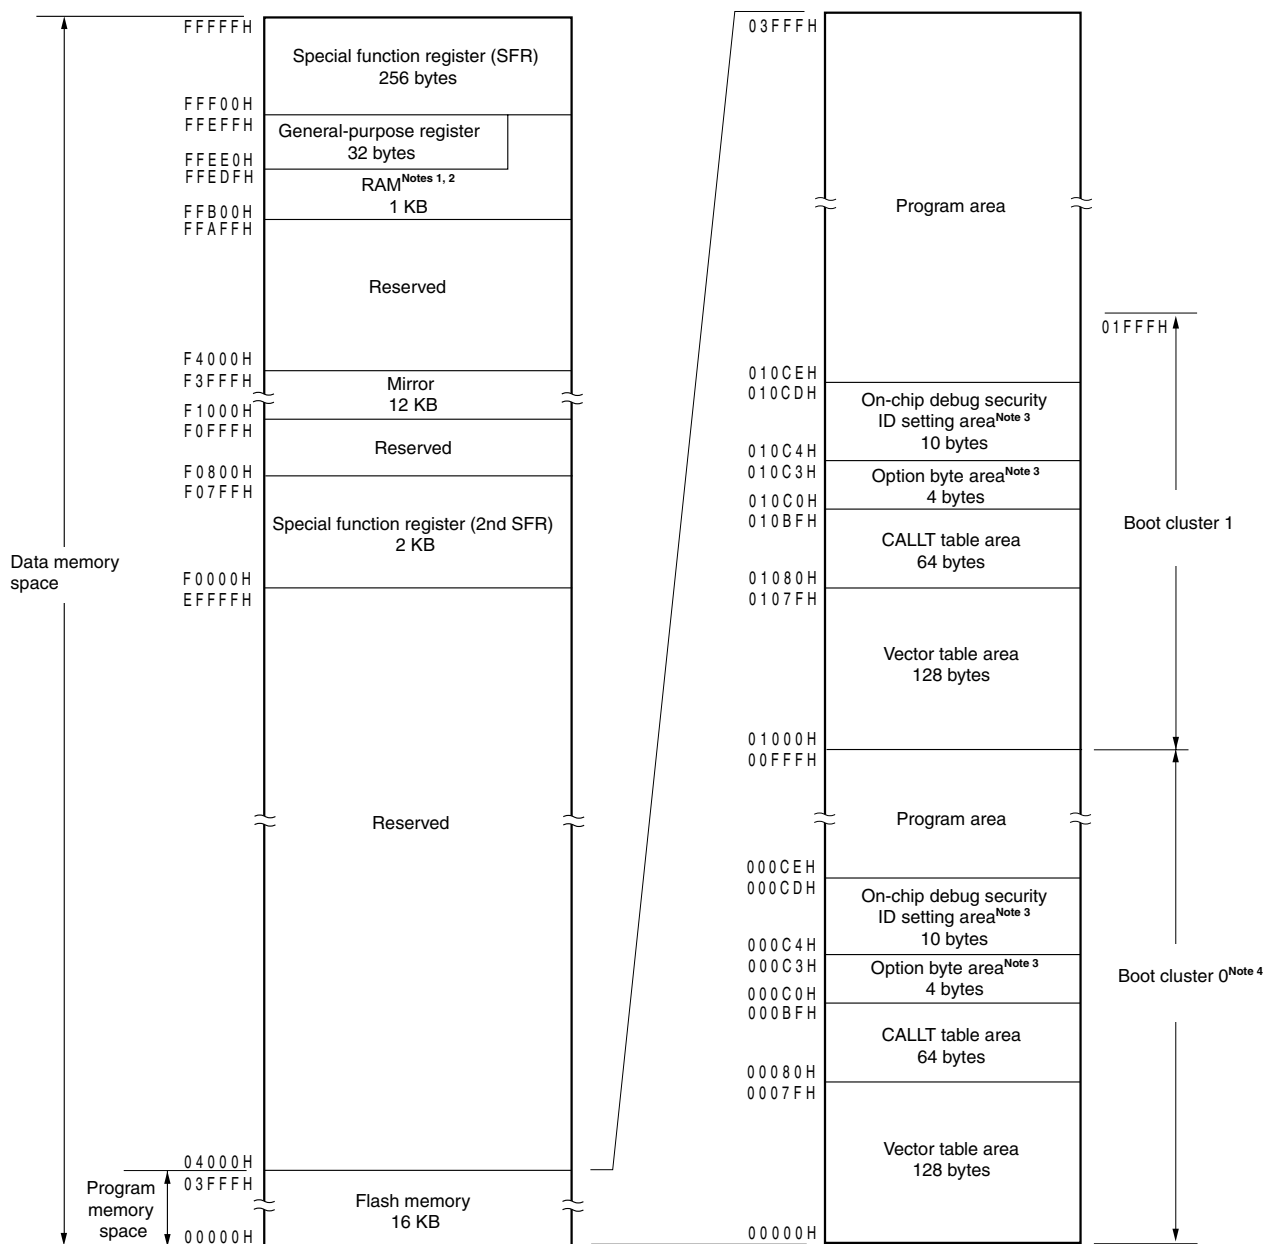 FFFFFH
Special function register (SFR)
256 bytes
FFF00H
FFEFFH
General-purpose register
32 bytes
FFEE0H
FFEDFH
RAMNotes 1, 2
1 KB
FFB00H
FFAFFH
Reserved
F4000H
F3FFFH
Mirror
12 KB
F1000H
F0FFFH
Reserved
F0800H
F07FFH
Special function register (2nd SFR)
2 KB
Data memory
space
F0000H
EFFFFH
Reserved
04000H
03FFFH
Program
memory
space
Flash memory
16 KB
00000H
03FFFH
Program area
01FFFH
010CEH
010CDH
On-chip debug security
ID setting areaNote 3
10 bytes
010C4H
010C3H
Option byte areaNote 3
4 bytes
010C0H
010BFH
Boot cluster 1
CALLT table area
64 bytes
01080H
0107FH
Vector table area
128 bytes
01000H
00FFFH
Program area
000CEH
000CDH
On-chip debug security
ID setting areaNote 3
10 bytes
000C4H
000C3H
Option byte areaNote 3
4 bytes
Boot cluster 0Note 4
000C0H
000BFH
CALLT table area
64 bytes
00080H
0007FH
Vector table area
128 bytes
00000H